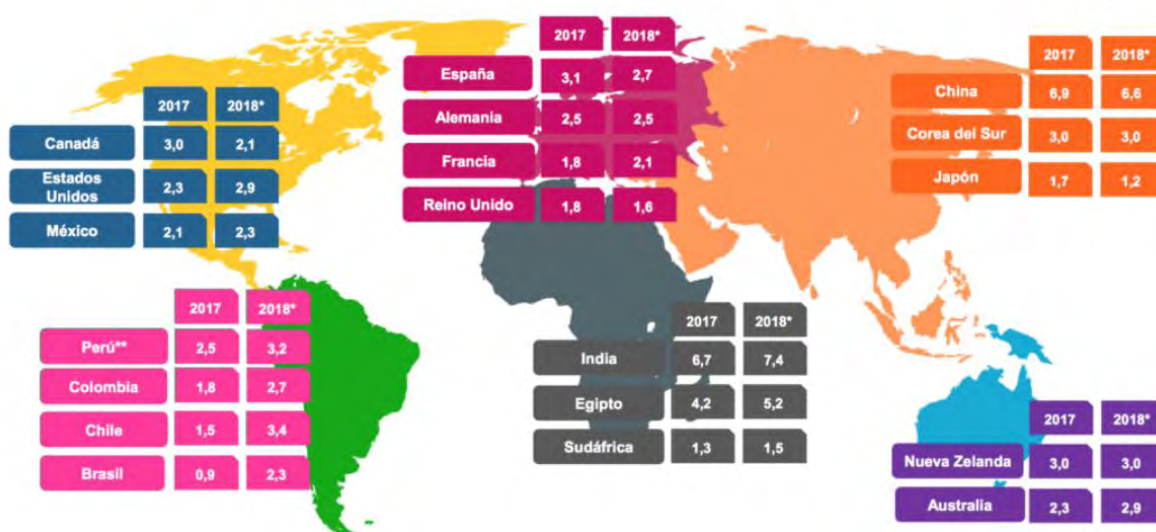 2017 2018*
Canadá 3,0 2,1
Estados
Unidos 2,3 2,9
México 2,1 2,3
2017 2018*
España 3,1 2,7
Alemania 2,5 2,5
Francia 1,8 2,1
Reino Unido 1,8 1,6
2017 2018*
China 6,9 6,6
Corea del Sur 3,0 3,0
Japón 1,7 1,2
2017 2018*
Perú** 2,5 3,2
Colombia 1,8 2,7
Chile 1,5 3,4
Brasil 0,9 2,3
2017 2018*
India 6,7 7,4
Egipto 4,2 5,2
Sudáfrica 1,3 1,5
2017 2018*
Nueva Zelanda 3,0 3,0
Australia 2,3 2,9